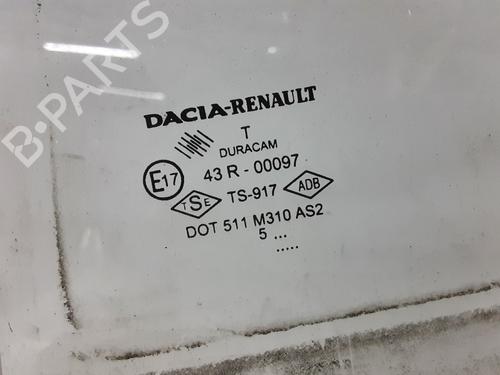 B-PARTS
DACIA-RENAULT
T
DURACAM
E17 43 R - 00097
TSE TS-917 ADB
DOT 511 M310 AS2
5 ...
.....